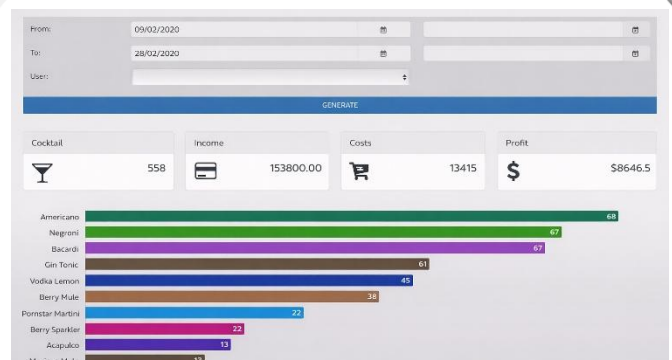 From: 09/02/2020
To: 28/02/2020
User:
GENERATE
Cocktail Income Costs Profit
558 153800.00 13415 $8646.5
Americano 68
Negroni 67
Bacardi 67
Gin Tonic 61
Vodka Lemon 45
Berry Mule 38
Pornstar Martini 22
Berry Sparkler 22
Acapulco 13
13